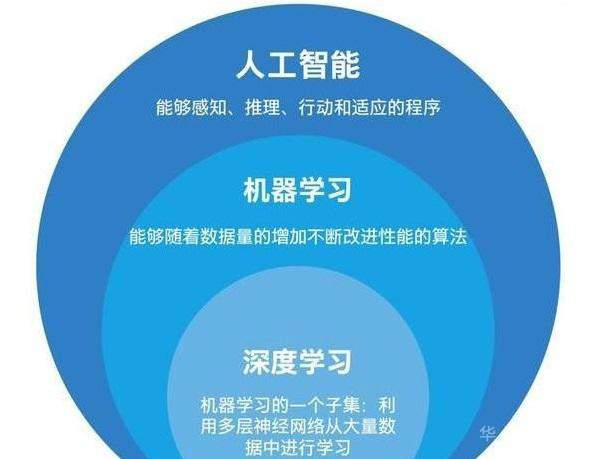 人工智能
能够感知、推理、行动和适应的程序
机器学习
能够随着数据量的增加不断改进性能的算法
深度学习
机器学习的一个子集：利
用多层神经网络从大量数
据中进行学习
华